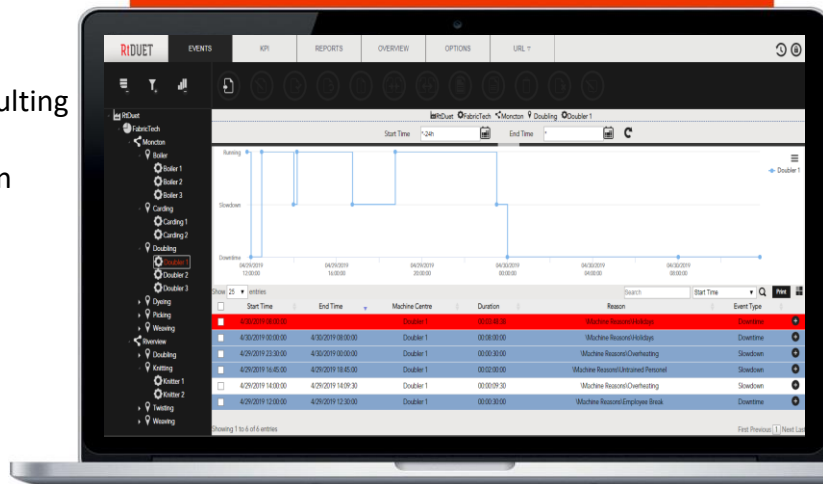 ulting
n
RtDUET EVENTS KPI REPORTS OVERVIEW OPTIONS URL
RtDuet
FabricTech
Moncton
Boiler
Boiler 1
Boiler 2
Boiler 3
Carding
Carding 1
Carding 2
Doubling
Doubler 1
Doubler 2
Doubler 3
Dyeing
Picking
Weaving
Riverview
Doubling
Knitting
Knitter 1
Knitter 2
Twisting
Weaving
RtDuet FabricTech Moncton Doubling Doubler 1
Start Time *-24h End Time *
Running
Slowdown
Downtime
Doubler 1
04/29/2019 04/29/2019 04/29/2019 04/30/2019 04/30/2019 04/30/2019
12:00:00 16:00:00 20:00:00 00:00:00 04:00:00 08:00:00
Show 25 entries Search Start Time Print
Start Time End Time Machine Centre Duration Reason Event Type
4/30/2019 08:00:00 Doubler 1 \Machine Reasons\Holidays Downtime
4/30/2019 00:00:00 4/30/2019 08:00:00 Doubler 1 00:08:00:00 \Machine Reasons\Holidays Downtime
4/29/2019 23:30:00 4/30/2019 00:00:00 Doubler 1 00:00:30:00 \Machine Reasons\Overheating Slowdown
4/29/2019 16:45:00 4/29/2019 18:45:00 Doubler 1 00:02:00:00 \Machine Reasons\Untrained Personel Slowdown
4/29/2019 14:00:00 4/29/2019 14:09:30 Doubler 1 00:00:09:30 \Machine Reasons\Overheating Slowdown
4/29/2019 12:00:00 4/29/2019 12:30:00 Doubler 1 00:00:30:00 \Machine Reasons\Employee Break Downtime
Showing 1 to 6 of 6 entries First Previous 1 Next Last